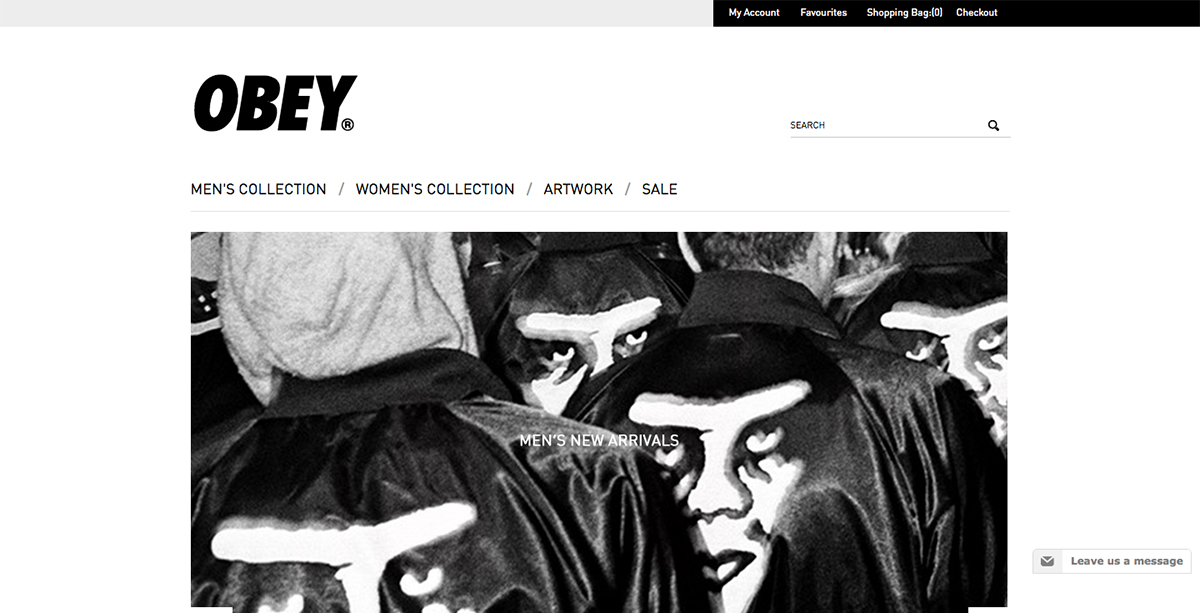 My Account Favourites Shopping Bag:(0) Checkout
OBEY®
SEARCH
MEN'S COLLECTION / WOMEN'S COLLECTION / ARTWORK / SALE
MEN'S NEW ARRIVALS
Leave us a message